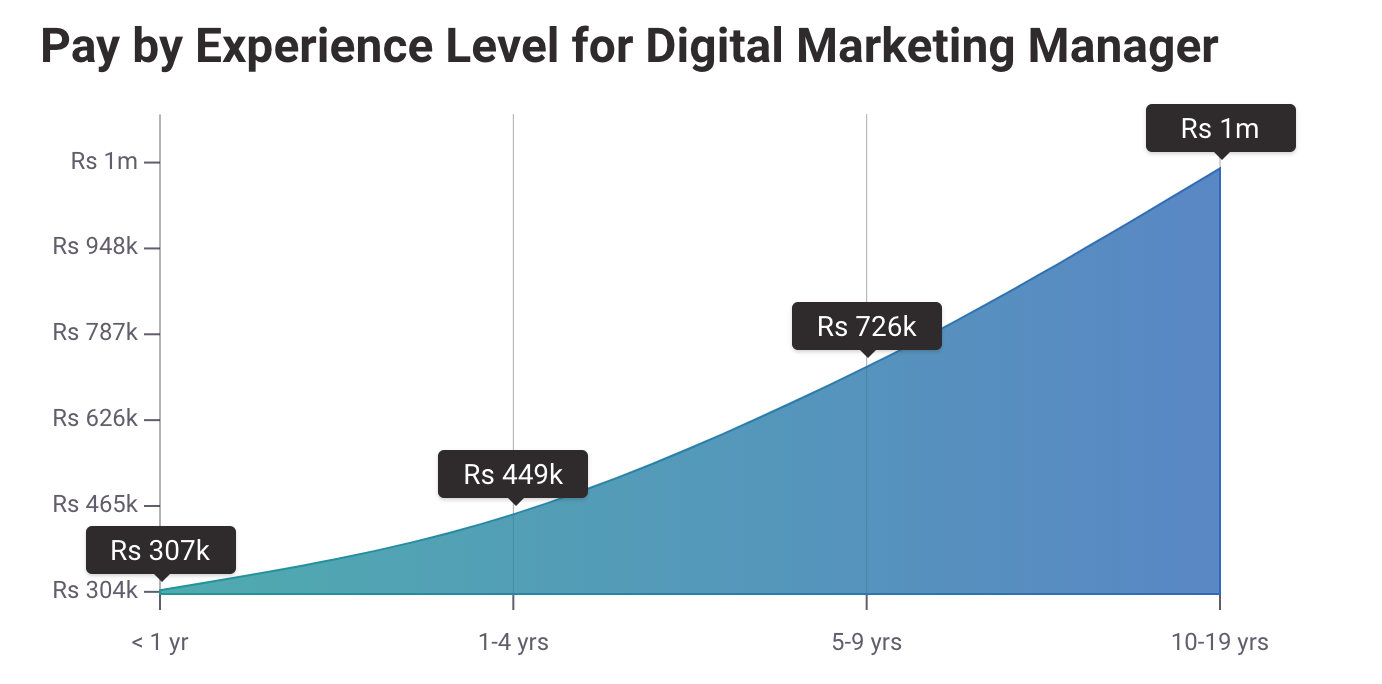 Pay by Experience Level for Digital Marketing Manager
Rs 1m
Rs 1m
Rs 948k
Rs 787k
Rs 726k
Rs 626k
Rs 449k
Rs 465k
Rs 307k
Rs 304k
< 1 yr
1-4 yrs
5-9 yrs
10-19 yrs